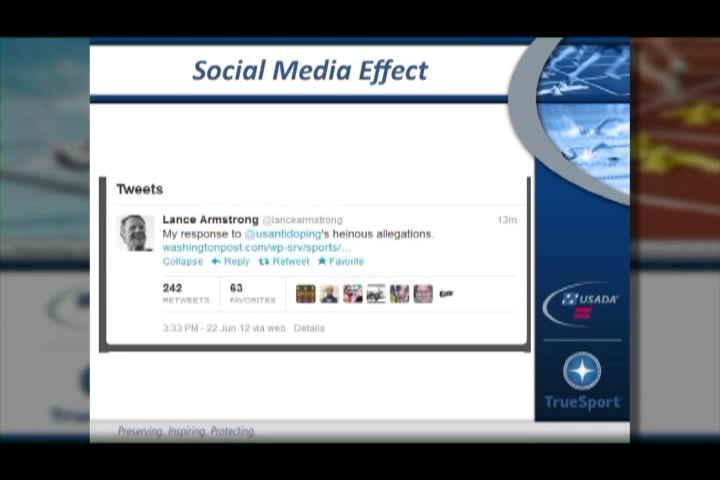 Social Media Effect
Tweets
Lance Armstrong @lancearmstrong 13m
My response to @usantidoping's heinous allegations.
washingtonpost.com/wp-srv/sports/...
Collapse Reply Retweet Favorite
242 63
RETWEETS FAVORITES
3:33 PM - 22 Jun 12 via web · Details
USADA
TrueSport
Preserving. Inspiring. Protecting.